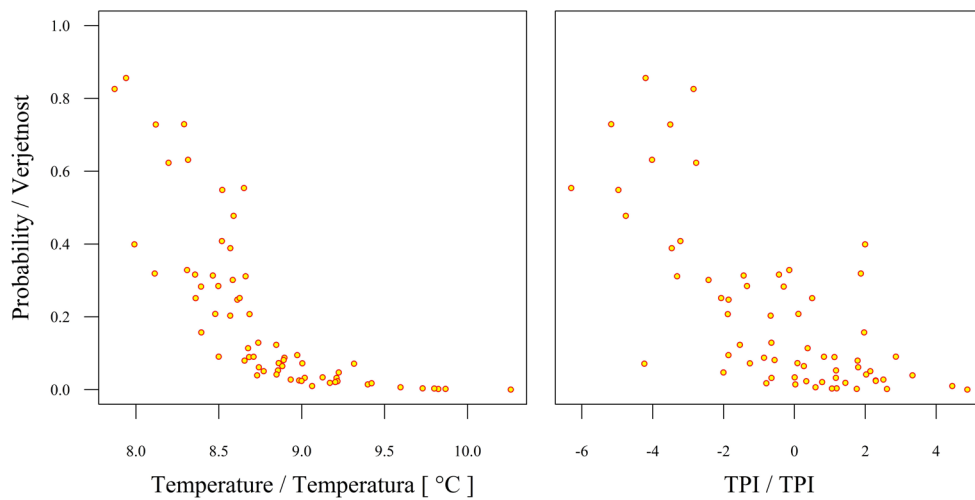 Probability / Verjetnost
1.0
0.8
0.6
0.4
0.2
0.0
8.0 8.5 9.0 9.5 10.0
Temperature / Temperatura [ °C ]
-6 -4 -2 0 2 4
TPI / TPI